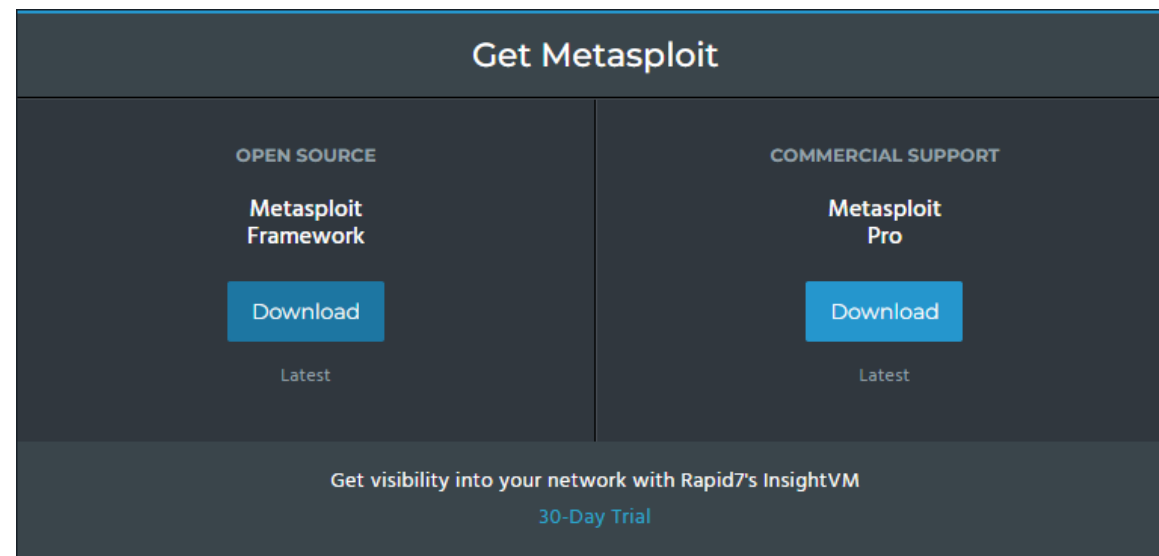 Get Metasploit
OPEN SOURCE
Metasploit
Framework
Download
Latest
COMMERCIAL SUPPORT
Metasploit
Pro
Download
Latest
Get visibility into your network with Rapid7's InsightVM
30-Day Trial